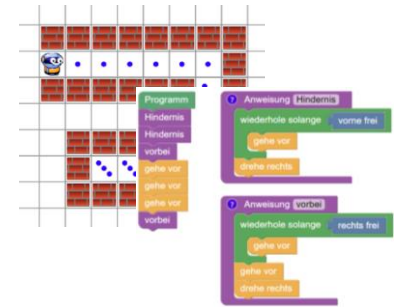 Programm
Hindernis
Hindernis
vorbei
gehe vor
gehe vor
gehe vor
vorbei
Anweisung Hindernis
wiederhole solange vorne frei
gehe vor
drehe rechts
Anweisung vorbei
wiederhole solange rechts frei
gehe vor
gehe vor
drehe rechts